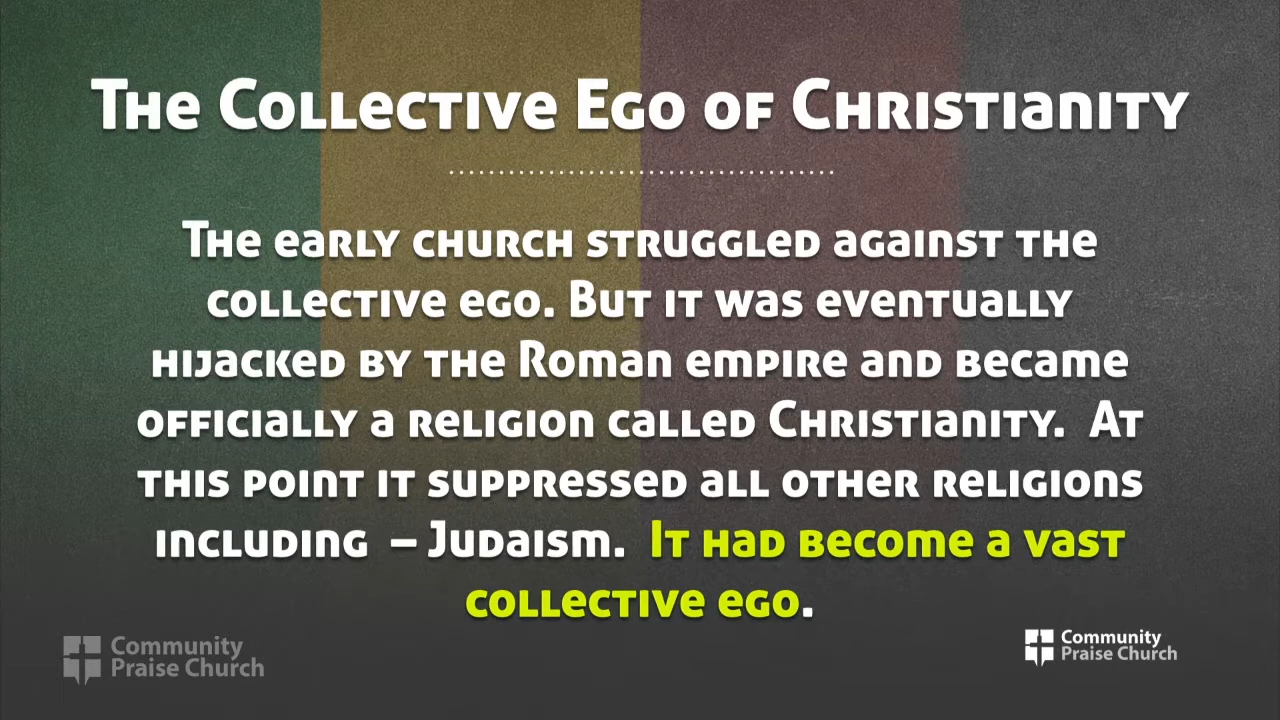 The Collective Ego of Christianity
The early church struggled against the
collective ego. But it was eventually
hijacked by the Roman empire and became
officially a religion called Christianity. At
this point it suppressed all other religions
including – Judaism. It had become a vast
collective ego.
Community
Praise Church
Community
Praise Church